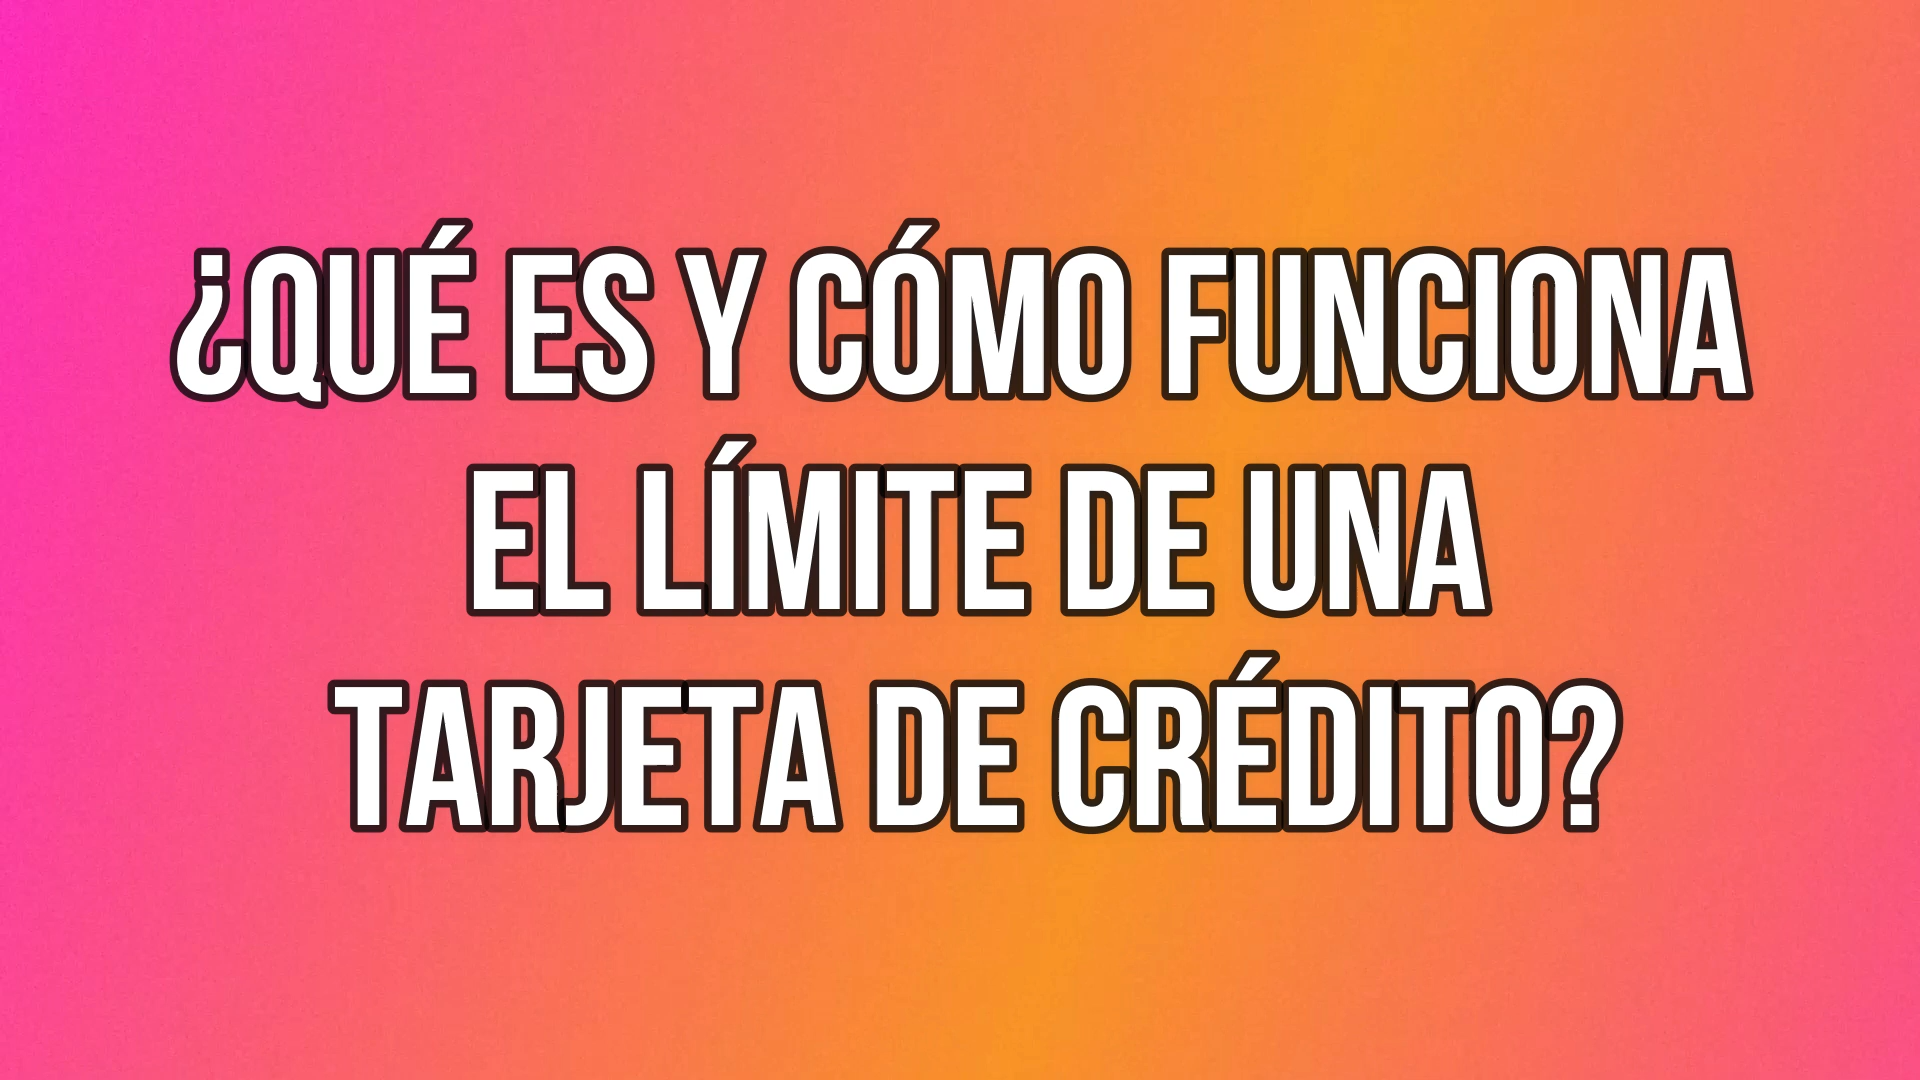 ¿QUÉ ES Y CÓMO FUNCIONA
EL LÍMITE DE UNA
TARJETA DE CRÉDITO?